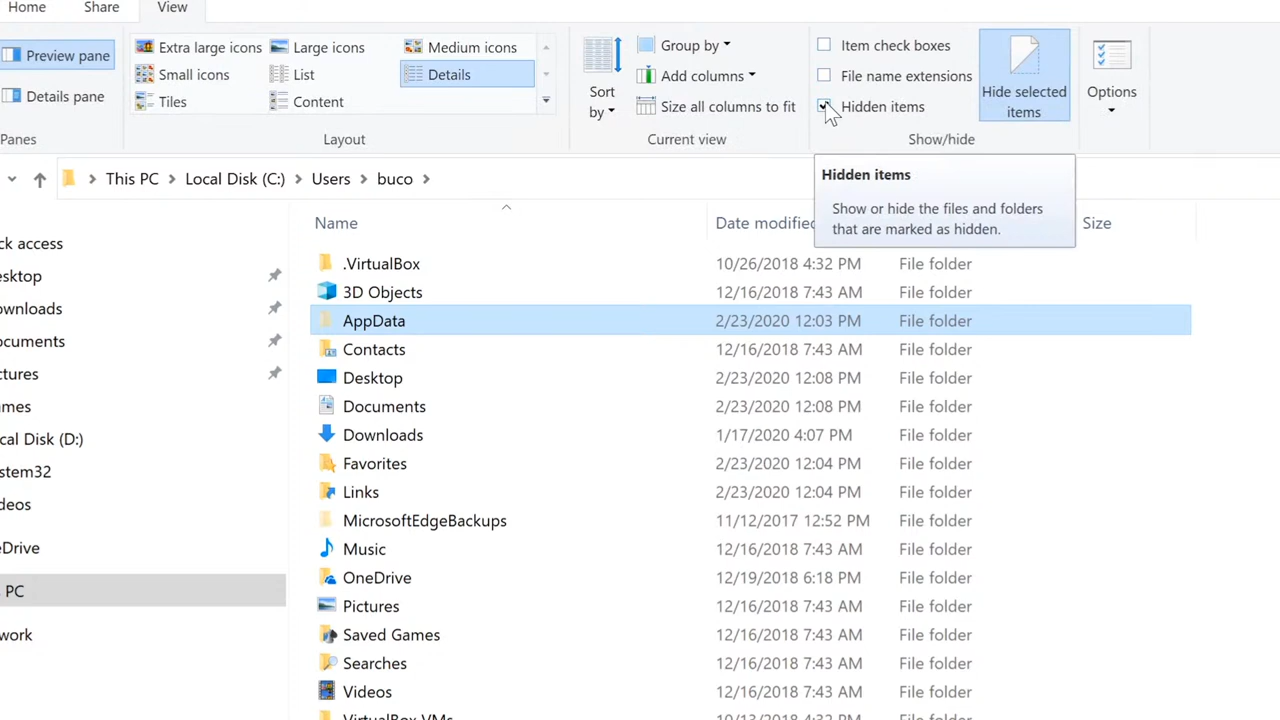 Home Share View
Preview pane
Details pane
Panes
Extra large icons Large icons Medium icons
Small icons List Details
Tiles Content
Layout
Sort
by
Group by
Add columns
Size all columns to fit
Current view
Item check boxes
File name extensions
Hidden items
Hide selected
items
Show/hide
Options
This PC Local Disk (C:) Users buco
Hidden items
Show or hide the files and folders
that are marked as hidden.
Name Date modified Size
ck access
esktop
ownloads
ocuments
ctures
ames
cal Disk (D:)
stem32
deos
eDrive
PC
work
.VirtualBox 10/26/2018 4:32 PM File folder
3D Objects 12/16/2018 7:43 AM File folder
AppData 2/23/2020 12:03 PM File folder
Contacts 12/16/2018 7:43 AM File folder
Desktop 2/23/2020 12:08 PM File folder
Documents 2/23/2020 12:08 PM File folder
Downloads 1/17/2020 4:07 PM File folder
Favorites 2/23/2020 12:04 PM File folder
Links 2/23/2020 12:04 PM File folder
MicrosoftEdgeBackups 11/12/2017 12:52 PM File folder
Music 12/16/2018 7:43 AM File folder
OneDrive 12/19/2018 6:18 PM File folder
Pictures 12/16/2018 7:43 AM File folder
Saved Games 12/16/2018 7:43 AM File folder
Searches 12/16/2018 7:43 AM File folder
Videos 12/16/2018 7:43 AM File folder
VirtualBox VMs 10/13/2018 4:32 PM File folder